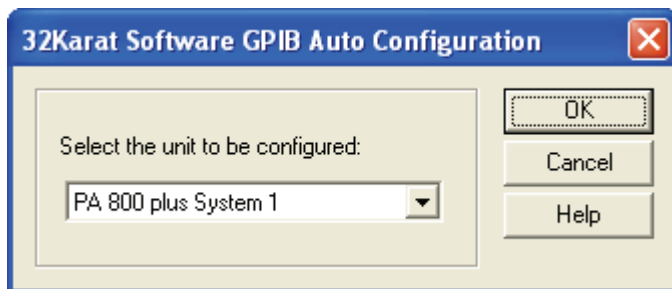 32Karat Software GPIB Auto Configuration
Select the unit to be configured:
PA 800 plus System 1
OK
Cancel
Help